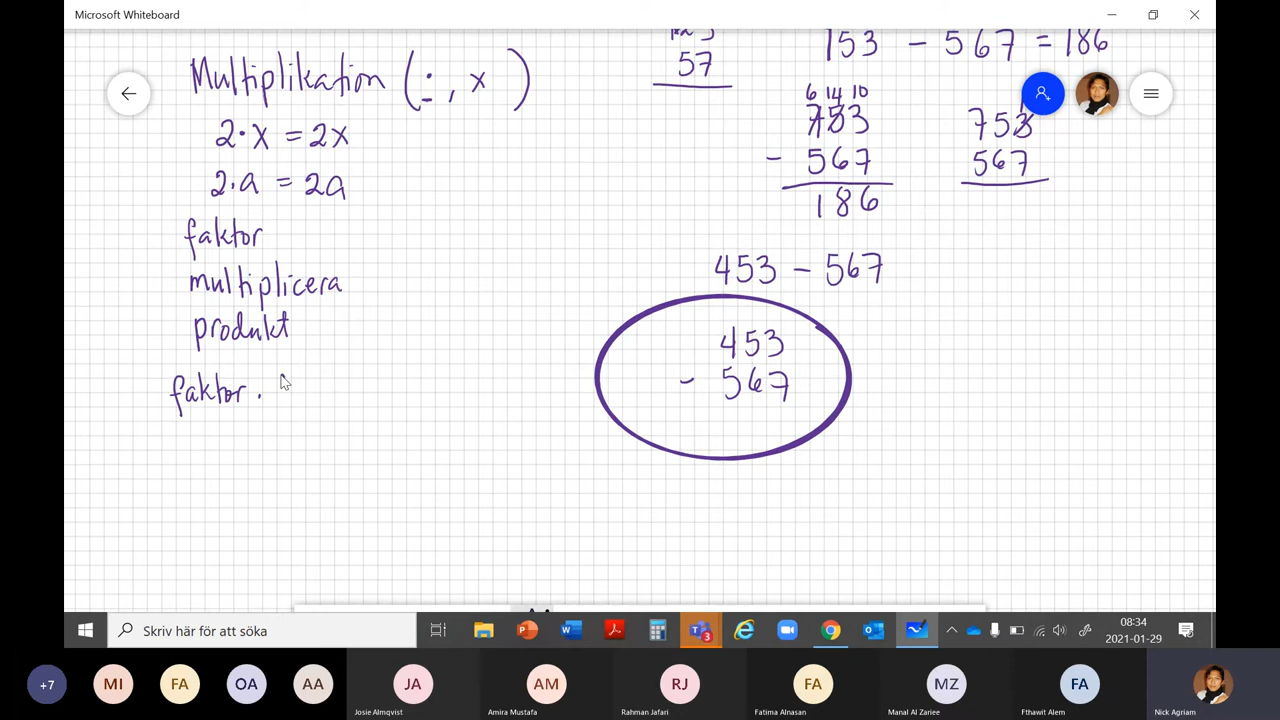 Microsoft Whiteboard
Multiplikation ( · , x )
2 · x = 2x
2 · a = 2a
faktor
multiplicera
produkt
faktor ·
57
153 - 567 = 186
6 14 10
753
- 567
186
753
567
453 - 567
453
- 567
Skriv här för att söka
3
08:34
2021-01-29
+7
MI
FA
OA
AA
JA
Josie Almqvist
AM
Amira Mustafa
RJ
Rahman Jafari
FA
Fatima Alnasan
MZ
Manal Al Zariee
FA
Fthawit Alem
Nick Agriam